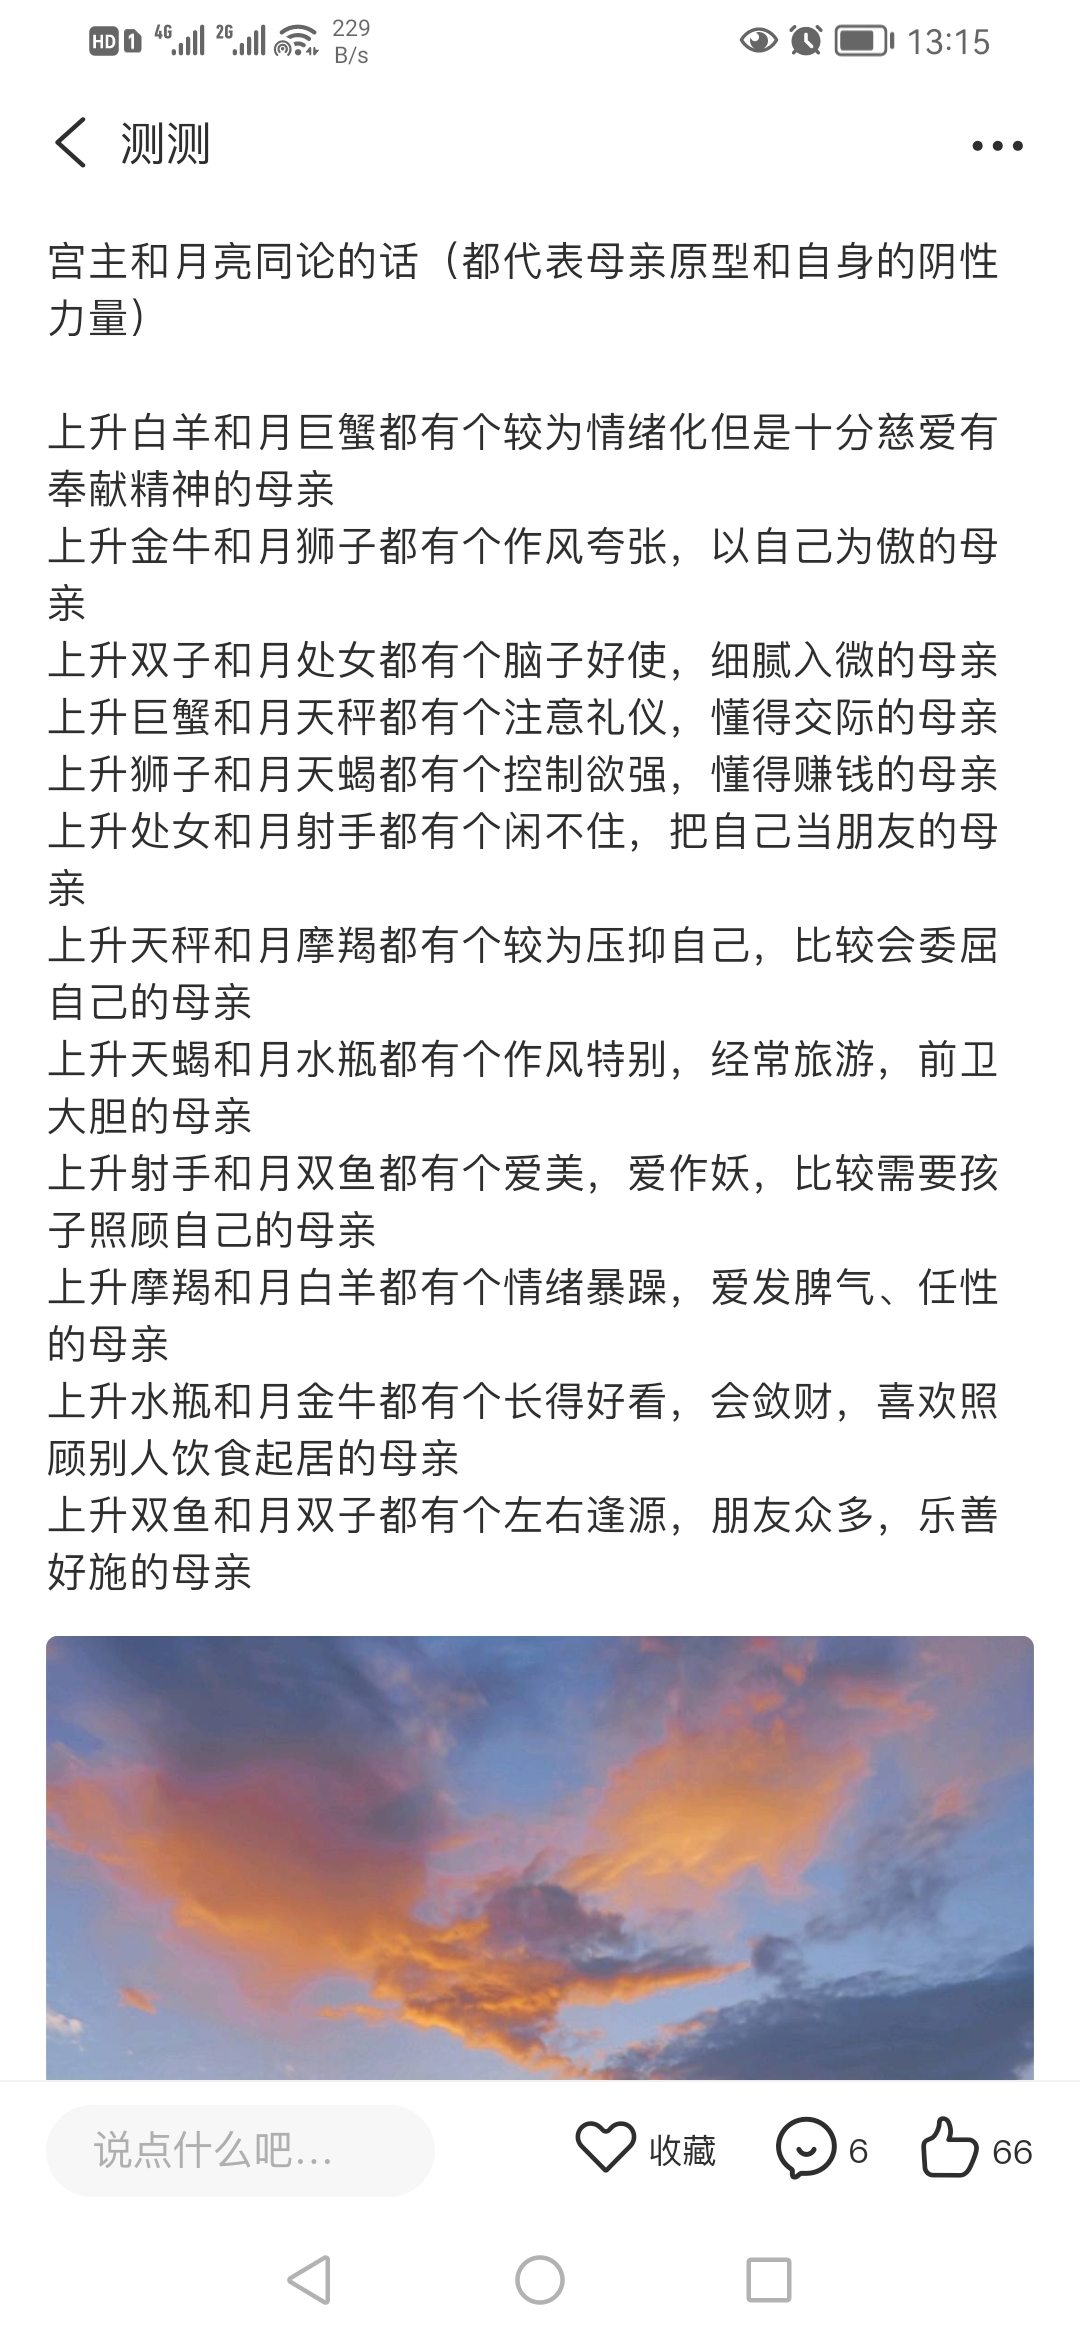 HD 1 4G 2G 229 B/s 13:15
测测
宫主和月亮同论的话（都代表母亲原型和自身的阴性
力量）
上升白羊和月巨蟹都有个较为情绪化但是十分慈爱有
奉献精神的母亲
上升金牛和月狮子都有个作风夸张，以自己为傲的母
亲
上升双子和月处女都有个脑子好使，细腻入微的母亲
上升巨蟹和月天秤都有个注意礼仪，懂得交际的母亲
上升狮子和月天蝎都有个控制欲强，懂得赚钱的母亲
上升处女和月射手都有个闲不住，把自己当朋友的母
亲
上升天秤和月摩羯都有个较为压抑自己，比较会委屈
自己的母亲
上升天蝎和月水瓶都有个作风特别，经常旅游，前卫
大胆的母亲
上升射手和月双鱼都有个爱美，爱作妖，比较需要孩
子照顾自己的母亲
上升摩羯和月白羊都有个情绪暴躁，爱发脾气、任性
的母亲
上升水瓶和月金牛都有个长得好看，会敛财，喜欢照
顾别人饮食起居的母亲
上升双鱼和月双子都有个左右逢源，朋友众多，乐善
好施的母亲
说点什么吧... 收藏 6 66